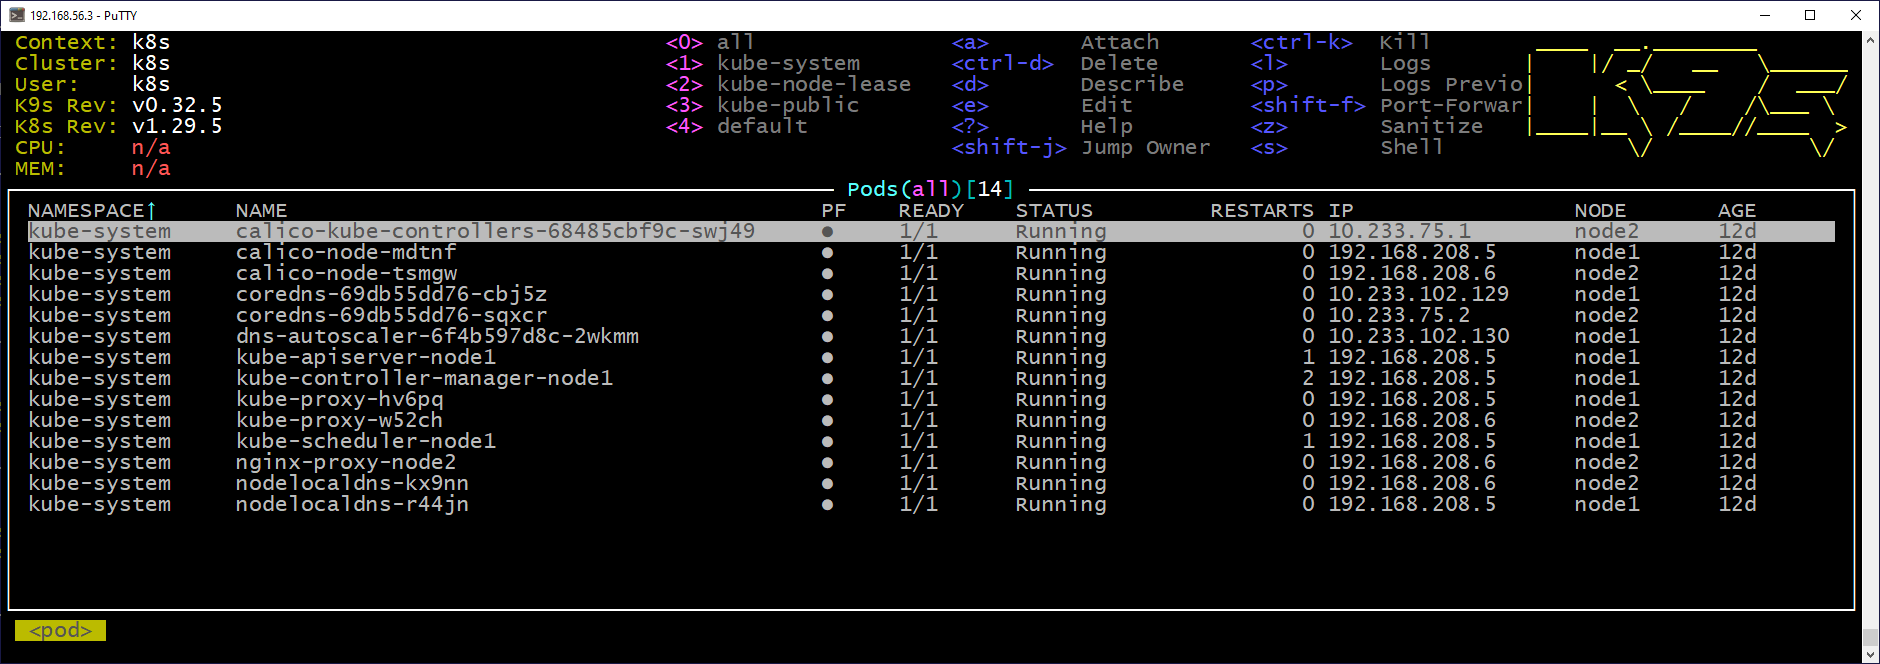 192.168.56.3 - PuTTY
Context: k8s <0> all <a> Attach <ctrl-k> Kill
Cluster: k8s <1> kube-system <ctrl-d> Delete <l> Logs
User: k8s <2> kube-node-lease <d> Describe <p> Logs Previo
K9s Rev: v0.32.5 <3> kube-public <e> Edit <shift-f> Port-Forwar
K8s Rev: v1.29.5 <4> default <?> Help <z> Sanitize
CPU: n/a <shift-j> Jump Owner <s> Shell
MEM: n/a
Pods(all)[14]
NAMESPACE↑ NAME PF READY STATUS RESTARTS IP NODE AGE
kube-system calico-kube-controllers-68485cbf9c-swj49 ● 1/1 Running 0 10.233.75.1 node2 12d
kube-system calico-node-mdtnf ● 1/1 Running 0 192.168.208.5 node1 12d
kube-system calico-node-tsmgw ● 1/1 Running 0 192.168.208.6 node2 12d
kube-system coredns-69db55dd76-cbj5z ● 1/1 Running 0 10.233.102.129 node1 12d
kube-system coredns-69db55dd76-sqxcr ● 1/1 Running 0 10.233.75.2 node2 12d
kube-system dns-autoscaler-6f4b597d8c-2wkmm ● 1/1 Running 0 10.233.102.130 node1 12d
kube-system kube-apiserver-node1 ● 1/1 Running 1 192.168.208.5 node1 12d
kube-system kube-controller-manager-node1 ● 1/1 Running 2 192.168.208.5 node1 12d
kube-system kube-proxy-hv6pq ● 1/1 Running 0 192.168.208.5 node1 12d
kube-system kube-proxy-w52ch ● 1/1 Running 0 192.168.208.6 node2 12d
kube-system kube-scheduler-node1 ● 1/1 Running 1 192.168.208.5 node1 12d
kube-system nginx-proxy-node2 ● 1/1 Running 0 192.168.208.6 node2 12d
kube-system nodelocaldns-kx9nn ● 1/1 Running 0 192.168.208.6 node2 12d
kube-system nodelocaldns-r44jn ● 1/1 Running 0 192.168.208.5 node1 12d
<pod>